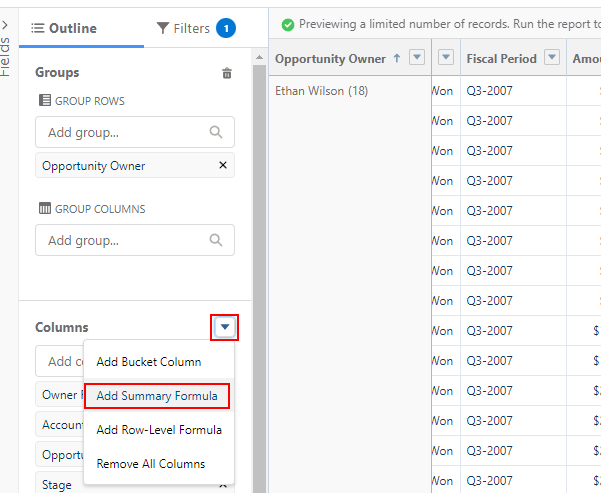 Fields
Outline
Filters 1
Previewing a limited number of records. Run the report to
Groups
GROUP ROWS
Add group...
Opportunity Owner
GROUP COLUMNS
Add group...
Columns
Add Bucket Column
Add Summary Formula
Add Row-Level Formula
Remove All Columns
Add co
Owner
Account
Opportu
Stage
Opportunity Owner
Fiscal Period
Amou
Ethan Wilson (18)
Won Q3-2007
Won Q3-2007
Won Q3-2007
Won Q3-2007
Won Q3-2007
Won Q3-2007
Won Q3-2007
Won Q3-2007
Won Q3-2007 $
Won Q3-2007 $
Won Q3-2007
Won Q3-2007
Won Q3-2007
Won Q3-2007